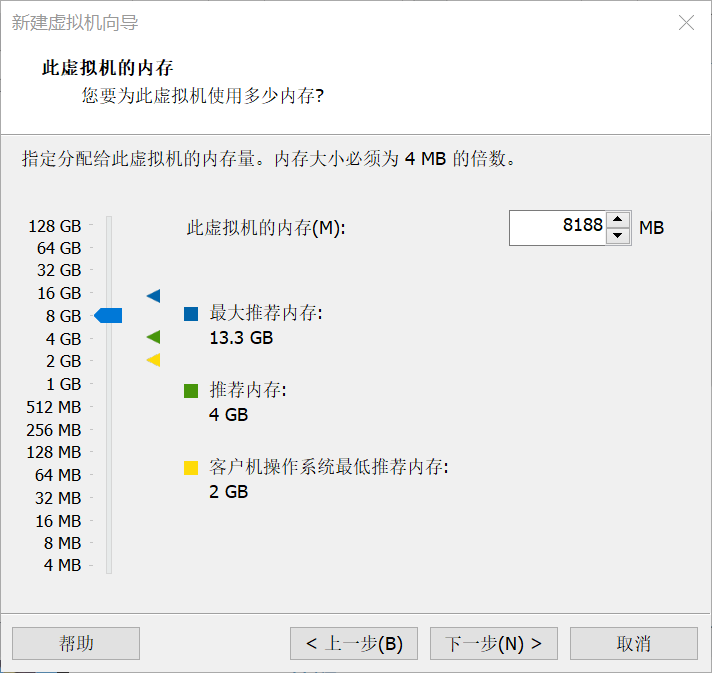 新建虚拟机向导
此虚拟机的内存
您要为此虚拟机使用多少内存?
指定分配给此虚拟机的内存量。内存大小必须为 4 MB 的倍数。
128 GB
64 GB
32 GB
16 GB
8 GB
4 GB
2 GB
1 GB
512 MB
256 MB
128 MB
64 MB
32 MB
16 MB
8 MB
4 MB
此虚拟机的内存(M):
8188 MB
最大推荐内存:
13.3 GB
推荐内存:
4 GB
客户机操作系统最低推荐内存:
2 GB
帮助
< 上一步(B)
下一步(N) >
取消